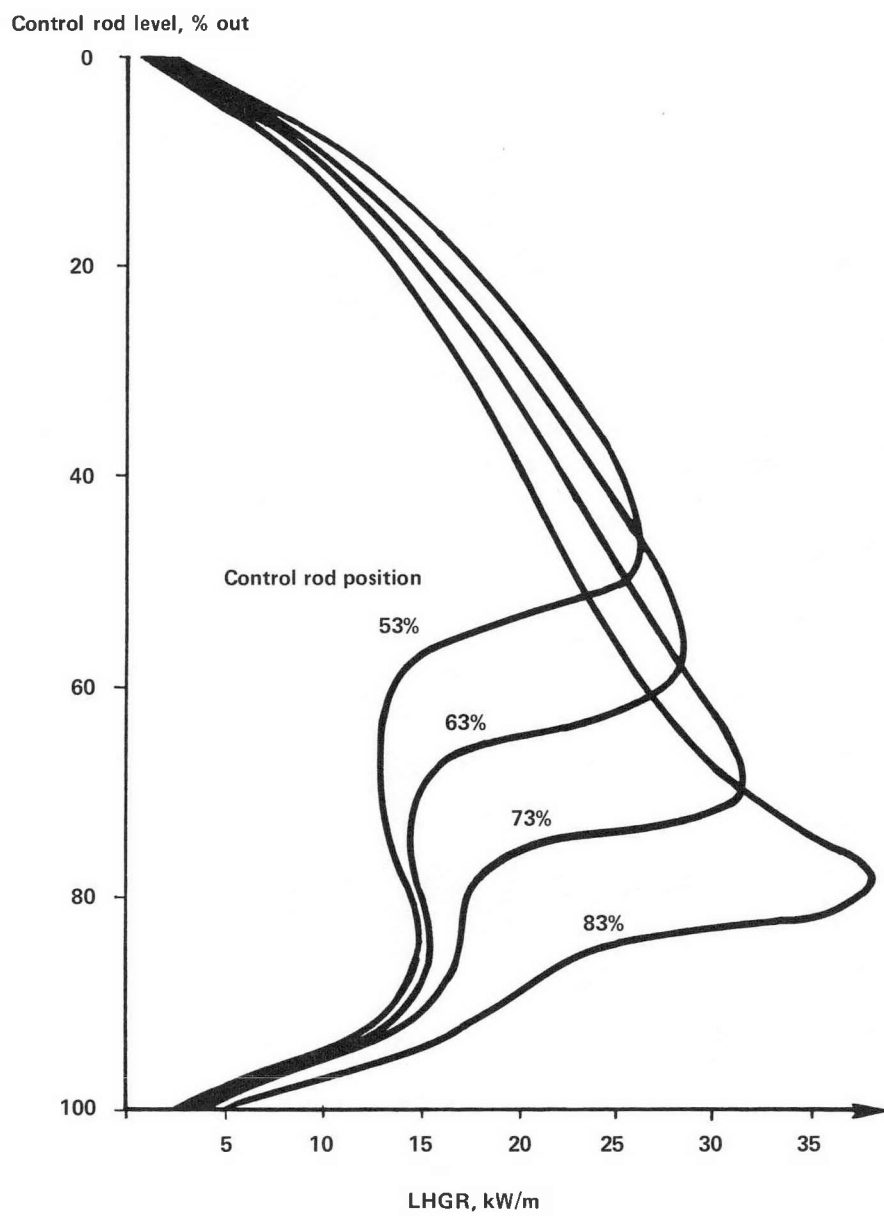 Control rod level, % out
0
20
40
Control rod position
53%
60
63%
73%
80
83%
100
5 10 15 20 25 30 35
LHGR, kW/m